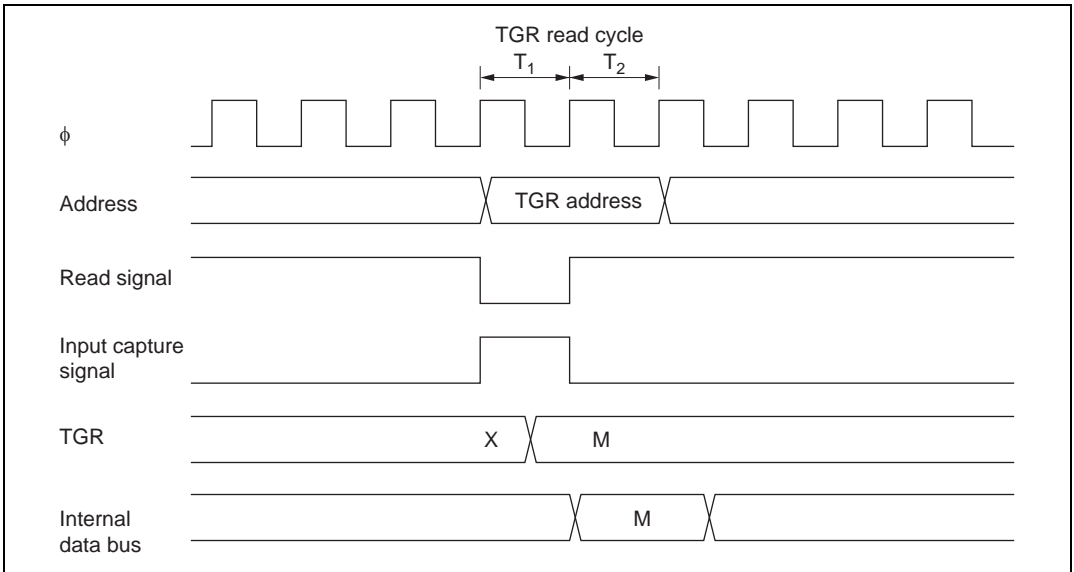 TGR read cycle
T1 T2
ϕ
Address
TGR address
Read signal
Input capture
signal
TGR
X M
Internal
data bus
M